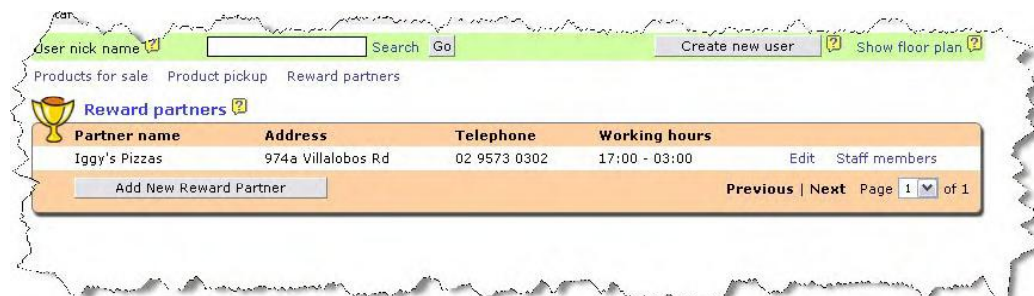 User nick name ? Search Go Create new user ? Show floor plan ?
Products for sale Product pickup Reward partners
Reward partners ?
Partner name Address Telephone Working hours
Iggy's Pizzas 974a Villalobos Rd 02 9573 0302 17:00 - 03:00 Edit Staff members
Add New Reward Partner Previous | Next Page 1 of 1